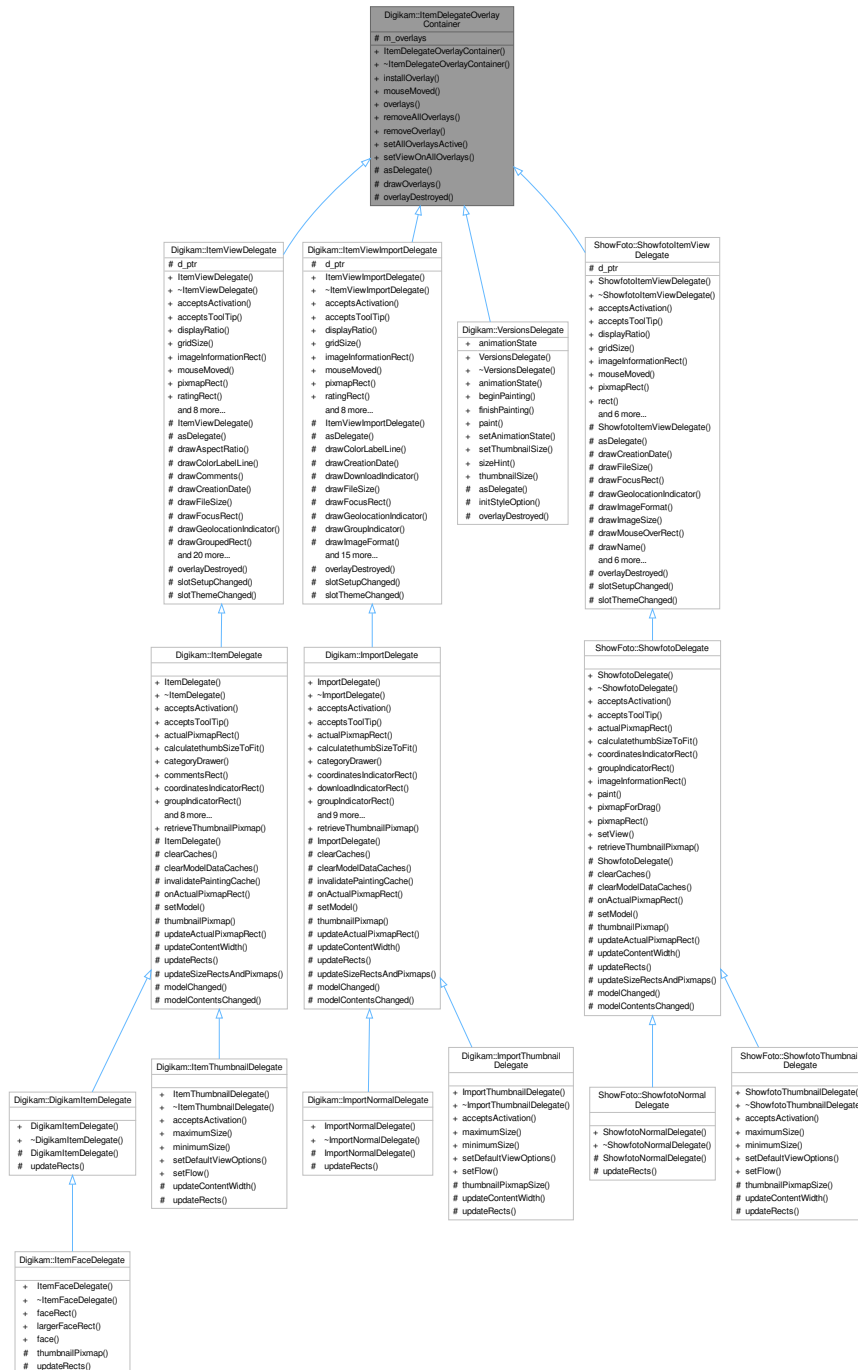 Digikam::ItemDelegateOverlay
Container
# m_overlays
+ ItemDelegateOverlayContainer()
+ ~ItemDelegateOverlayContainer()
+ installOverlay()
+ mouseMoved()
+ overlays()
+ removeAllOverlays()
+ removeOverlay()
+ setAllOverlaysActive()
+ setViewOnAllOverlays()
# asDelegate()
# drawOverlays()
# overlayDestroyed()
Digikam::ItemViewDelegate
# d_ptr
+ ItemViewDelegate()
+ ~ItemViewDelegate()
+ acceptsActivation()
+ acceptsToolTip()
+ displayRatio()
+ gridSize()
+ imageInformationRect()
+ mouseMoved()
+ pixmapRect()
+ ratingRect()
and 8 more...
# ItemViewDelegate()
# asDelegate()
# drawAspectRatio()
# drawColorLabelLine()
# drawComments()
# drawCreationDate()
# drawFileSize()
# drawFocusRect()
# drawGeolocationIndicator()
# drawGroupedRect()
and 20 more...
# overlayDestroyed()
# slotSetupChanged()
# slotThemeChanged()
Digikam::ItemViewImportDelegate
# d_ptr
+ ItemViewImportDelegate()
+ ~ItemViewImportDelegate()
+ acceptsActivation()
+ acceptsToolTip()
+ displayRatio()
+ gridSize()
+ imageInformationRect()
+ mouseMoved()
+ pixmapRect()
+ ratingRect()
and 8 more...
# ItemViewImportDelegate()
# asDelegate()
# drawColorLabelLine()
# drawCreationDate()
# drawDownloadIndicator()
# drawFileSize()
# drawFocusRect()
# drawGeolocationIndicator()
# drawGroupIndicator()
# drawImageFormat()
and 15 more...
# overlayDestroyed()
# slotSetupChanged()
# slotThemeChanged()
Digikam::VersionsDelegate
+ animationState
+ VersionsDelegate()
+ ~VersionsDelegate()
+ animationState()
+ beginPainting()
+ finishPainting()
+ paint()
+ setAnimationState()
+ setThumbnailSize()
+ sizeHint()
+ thumbnailSize()
# asDelegate()
# initStyleOption()
# overlayDestroyed()
ShowFoto::ShowfotoItemView
Delegate
# d_ptr
+ ShowfotoItemViewDelegate()
+ ~ShowfotoItemViewDelegate()
+ acceptsActivation()
+ acceptsToolTip()
+ displayRatio()
+ gridSize()
+ imageInformationRect()
+ mouseMoved()
+ pixmapRect()
+ rect()
and 6 more...
# ShowfotoItemViewDelegate()
# asDelegate()
# drawCreationDate()
# drawFileSize()
# drawFocusRect()
# drawGeolocationIndicator()
# drawImageFormat()
# drawImageSize()
# drawMouseOverRect()
# drawName()
and 6 more...
# overlayDestroyed()
# slotSetupChanged()
# slotThemeChanged()
Digikam::ItemDelegate
+ ItemDelegate()
+ ~ItemDelegate()
+ acceptsActivation()
+ acceptsToolTip()
+ actualPixmapRect()
+ calculatethumbSizeToFit()
+ categoryDrawer()
+ commentsRect()
+ coordinatesIndicatorRect()
+ groupIndicatorRect()
and 8 more...
+ retrieveThumbnailPixmap()
# ItemDelegate()
# clearCaches()
# clearModelDataCaches()
# invalidatePaintingCache()
# onActualPixmapRect()
# setModel()
# thumbnailPixmap()
# updateActualPixmapRect()
# updateContentWidth()
# updateRects()
# updateSizeRectsAndPixmaps()
# modelChanged()
# modelContentsChanged()
Digikam::ImportDelegate
+ ImportDelegate()
+ ~ImportDelegate()
+ acceptsActivation()
+ acceptsToolTip()
+ actualPixmapRect()
+ calculatethumbSizeToFit()
+ categoryDrawer()
+ coordinatesIndicatorRect()
+ downloadIndicatorRect()
+ groupIndicatorRect()
and 9 more...
+ retrieveThumbnailPixmap()
# ImportDelegate()
# clearCaches()
# clearModelDataCaches()
# invalidatePaintingCache()
# onActualPixmapRect()
# setModel()
# thumbnailPixmap()
# updateActualPixmapRect()
# updateContentWidth()
# updateRects()
# updateSizeRectsAndPixmaps()
# modelChanged()
# modelContentsChanged()
ShowFoto::ShowfotoDelegate
+ ShowfotoDelegate()
+ ~ShowfotoDelegate()
+ acceptsActivation()
+ acceptsToolTip()
+ actualPixmapRect()
+ calculatethumbSizeToFit()
+ coordinatesIndicatorRect()
+ groupIndicatorRect()
+ imageInformationRect()
+ paint()
+ pixmapForDrag()
+ pixmapRect()
+ setView()
+ retrieveThumbnailPixmap()
# ShowfotoDelegate()
# clearCaches()
# clearModelDataCaches()
# onActualPixmapRect()
# setModel()
# thumbnailPixmap()
# updateActualPixmapRect()
# updateContentWidth()
# updateRects()
# updateSizeRectsAndPixmaps()
# modelChanged()
# modelContentsChanged()
Digikam::DigikamItemDelegate
+ DigikamItemDelegate()
+ ~DigikamItemDelegate()
# DigikamItemDelegate()
# updateRects()
Digikam::ItemThumbnailDelegate
+ ItemThumbnailDelegate()
+ ~ItemThumbnailDelegate()
+ acceptsActivation()
+ maximumSize()
+ minimumSize()
+ setDefaultViewOptions()
+ setFlow()
# updateContentWidth()
# updateRects()
Digikam::ImportNormalDelegate
+ ImportNormalDelegate()
+ ~ImportNormalDelegate()
# ImportNormalDelegate()
# updateRects()
Digikam::ImportThumbnail
Delegate
+ ImportThumbnailDelegate()
+ ~ImportThumbnailDelegate()
+ acceptsActivation()
+ maximumSize()
+ minimumSize()
+ setDefaultViewOptions()
+ setFlow()
# thumbnailPixmapSize()
# updateContentWidth()
# updateRects()
ShowFoto::ShowfotoNormal
Delegate
+ ShowfotoNormalDelegate()
+ ~ShowfotoNormalDelegate()
# ShowfotoNormalDelegate()
# updateRects()
ShowFoto::ShowfotoThumbnail
Delegate
+ ShowfotoThumbnailDelegate()
+ ~ShowfotoThumbnailDelegate
+ acceptsActivation()
+ maximumSize()
+ minimumSize()
+ setDefaultViewOptions()
+ setFlow()
# thumbnailPixmapSize()
# updateContentWidth()
# updateRects()
Digikam::ItemFaceDelegate
+ ItemFaceDelegate()
+ ~ItemFaceDelegate()
+ faceRect()
+ largerFaceRect()
+ face()
# thumbnailPixmap()
# updateRects()